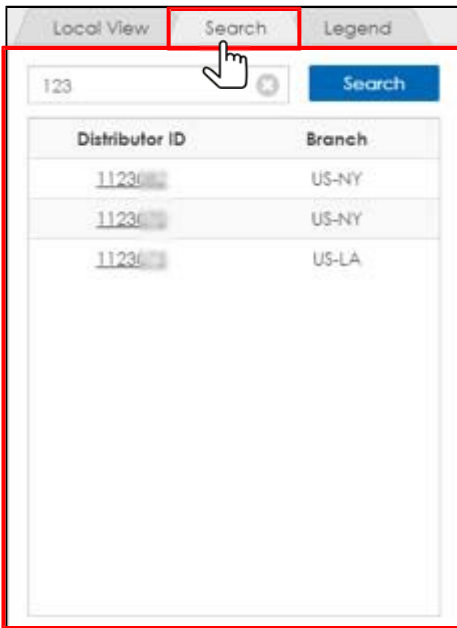 Local View Search Legend
123 Search
Distributor ID Branch
US-NY
US-NY
US-LA